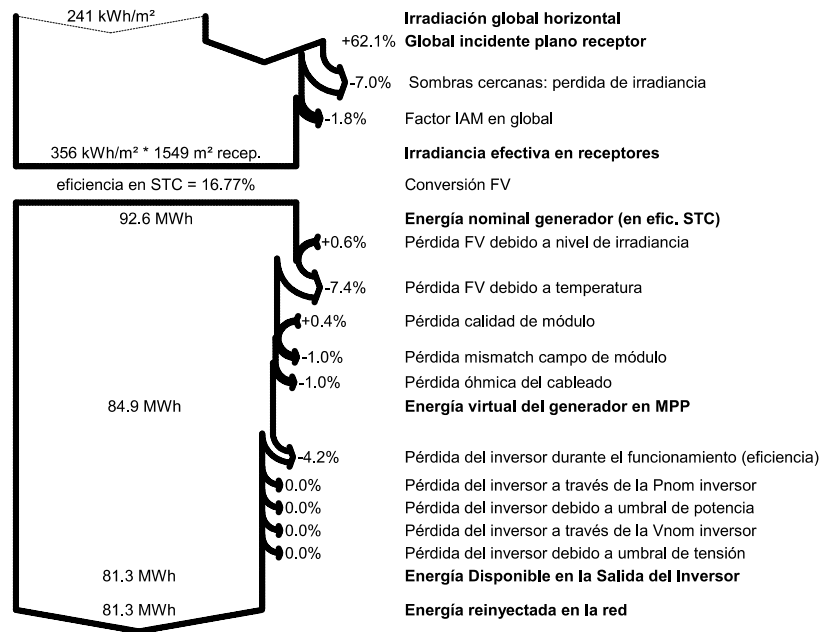 241 kWh/m² Irradiación global horizontal
+62.1% Global incidente plano receptor
-7.0% Sombras cercanas: perdida de irradiancia
-1.8% Factor IAM en global
356 kWh/m² * 1549 m² recep. Irradiancia efectiva en receptores
eficiencia en STC = 16.77% Conversión FV
92.6 MWh Energía nominal generador (en efic. STC)
+0.6% Pérdida FV debido a nivel de irradiancia
-7.4% Pérdida FV debido a temperatura
+0.4% Pérdida calidad de módulo
-1.0% Pérdida mismatch campo de módulo
-1.0% Pérdida óhmica del cableado
84.9 MWh Energía virtual del generador en MPP
-4.2% Pérdida del inversor durante el funcionamiento (eficiencia)
0.0% Pérdida del inversor a través de la Pnom inversor
0.0% Pérdida del inversor debido a umbral de potencia
0.0% Pérdida del inversor a través de la Vnom inversor
0.0% Pérdida del inversor debido a umbral de tensión
81.3 MWh Energía Disponible en la Salida del Inversor
81.3 MWh Energía reinyectada en la red